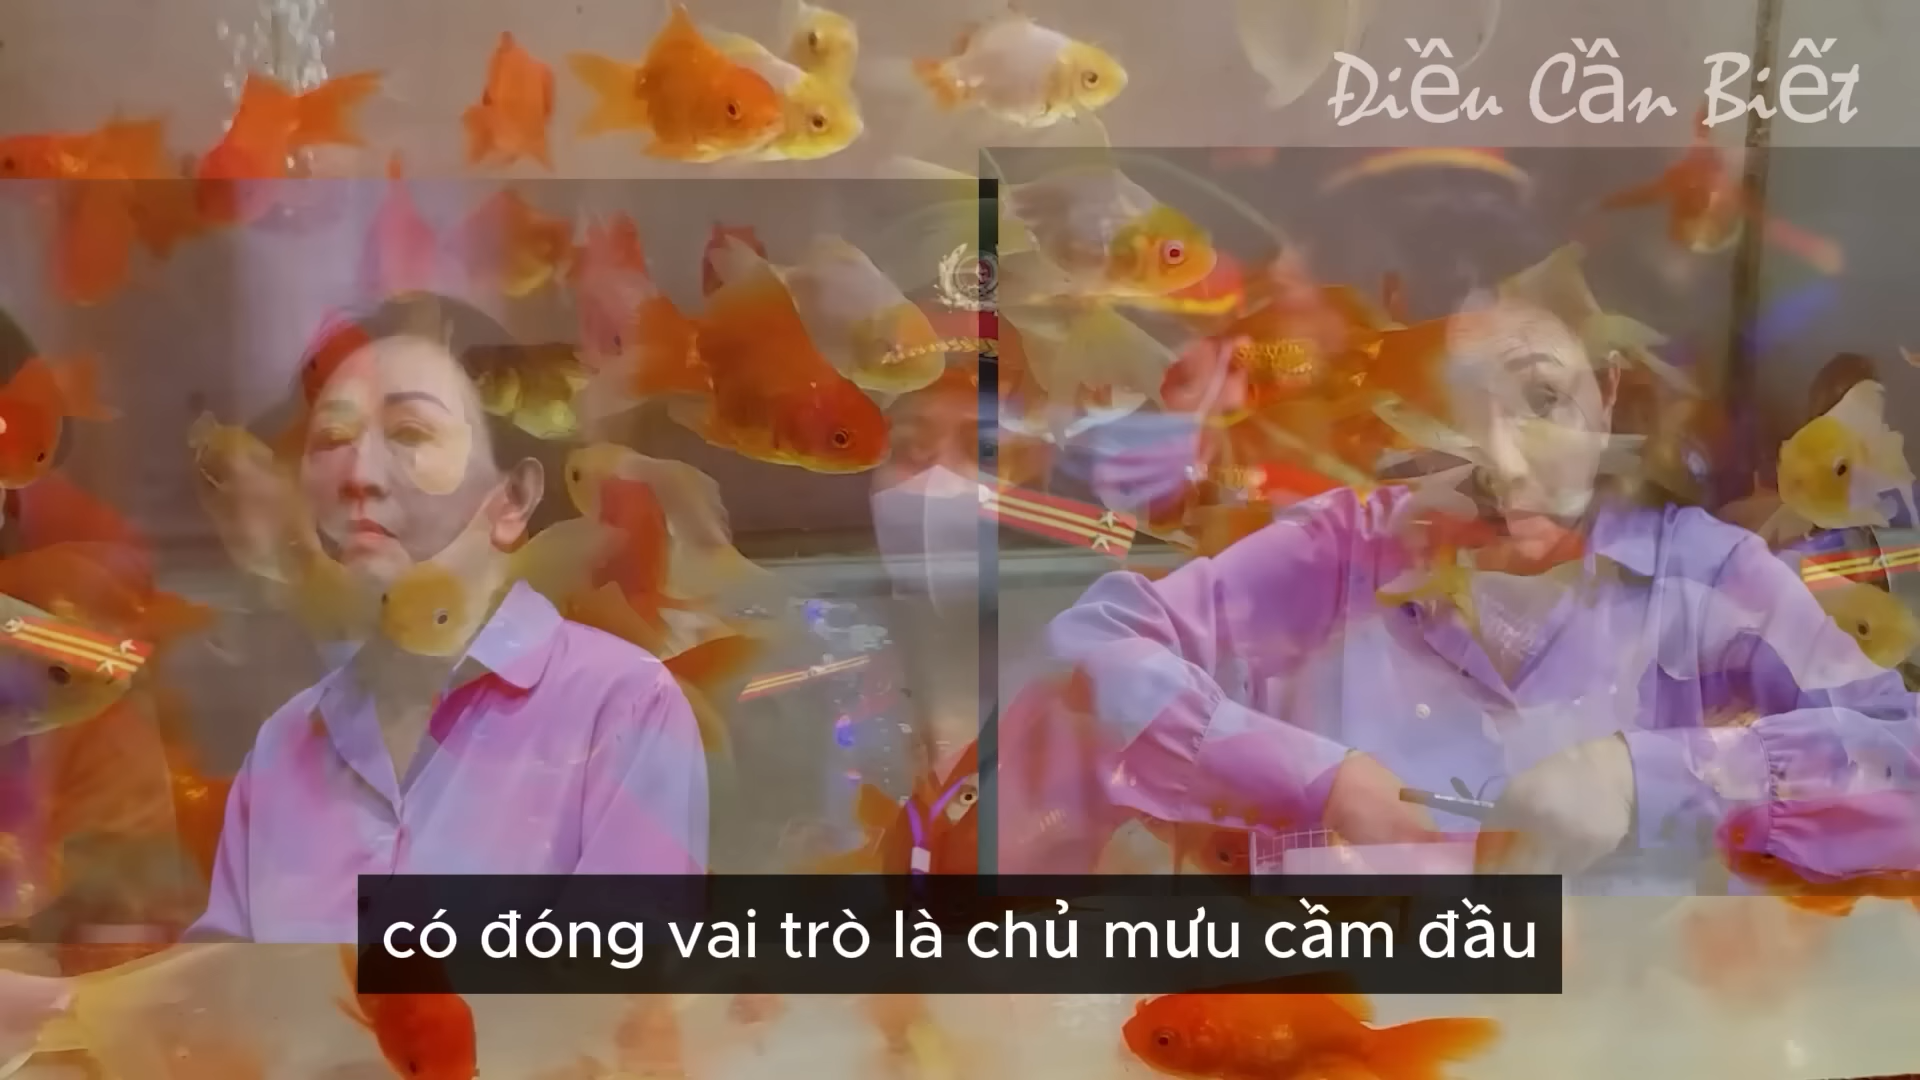 Điều Cần Biết
có đóng vai trò là chủ mưu cầm đầu